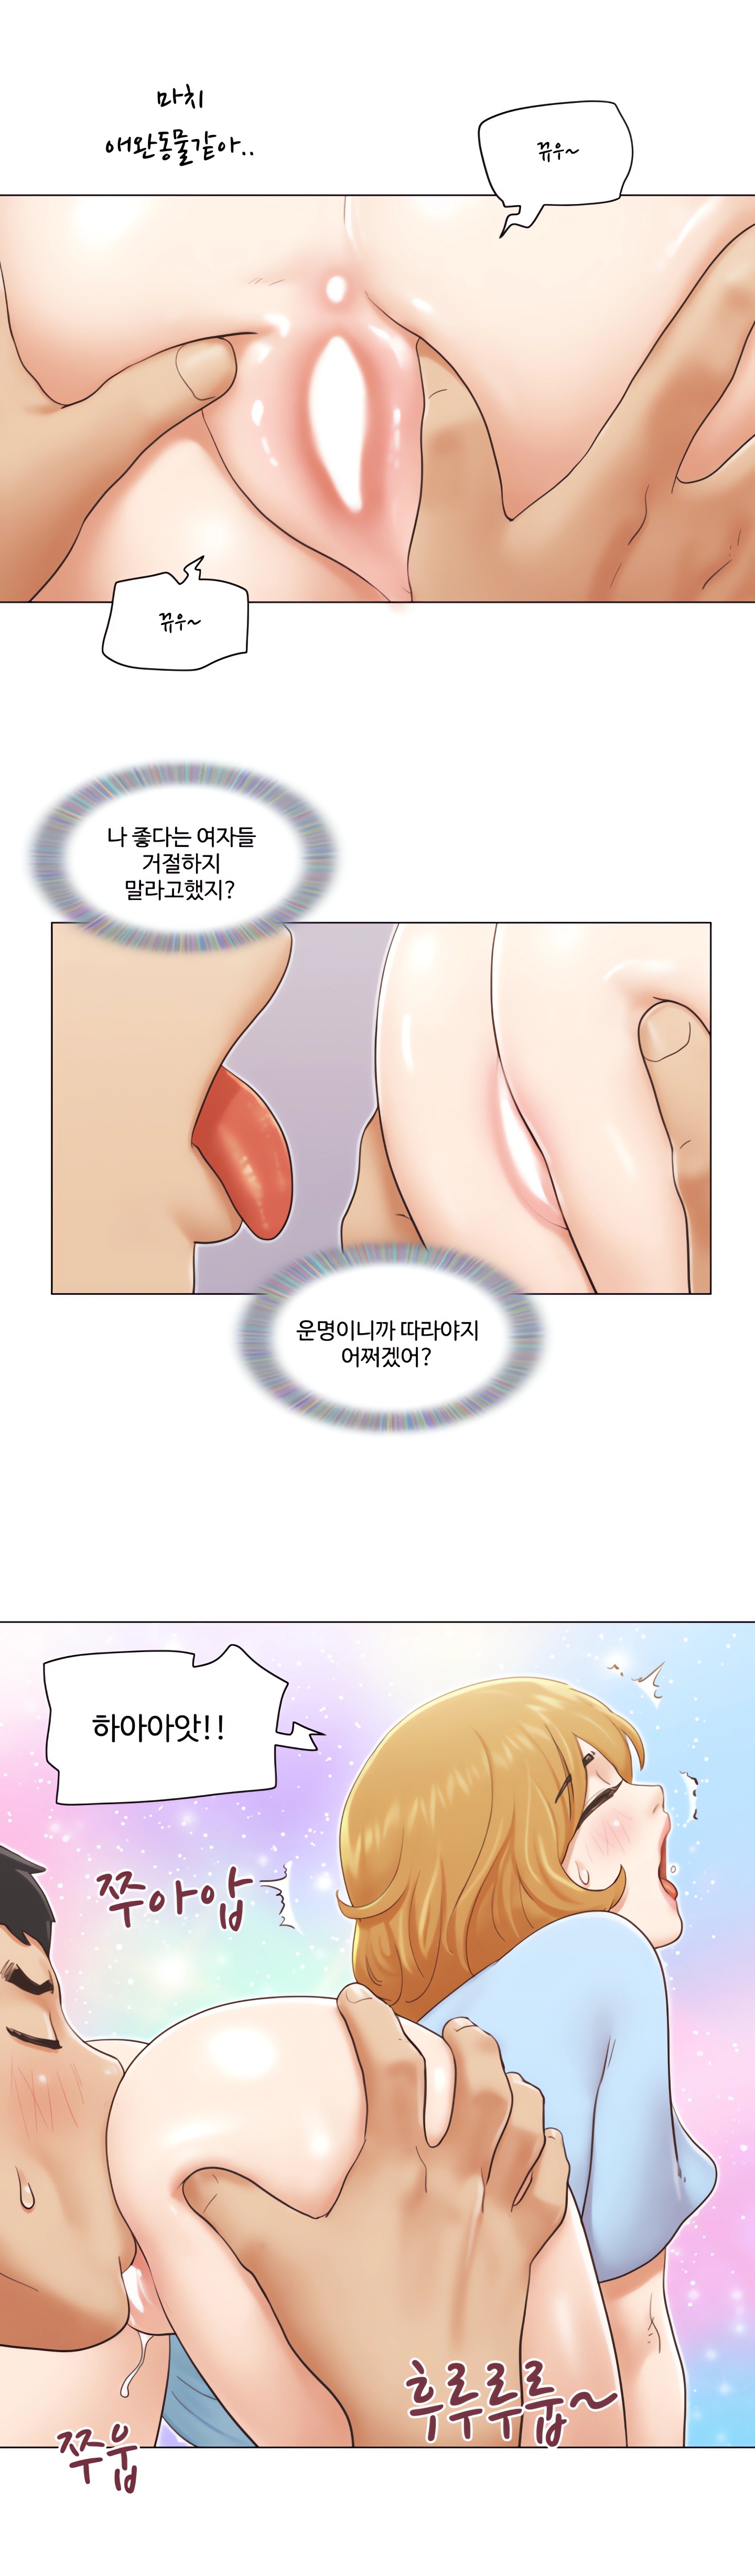 마치
애완동물같아..
뀨우~
뀨우~
나 좋다는 여자들
거절하지
말라고했지?
운명이니까 따라야지
어쩌겠어?
하아아앗!!
쭈아압
후루루룹~
쭈웁